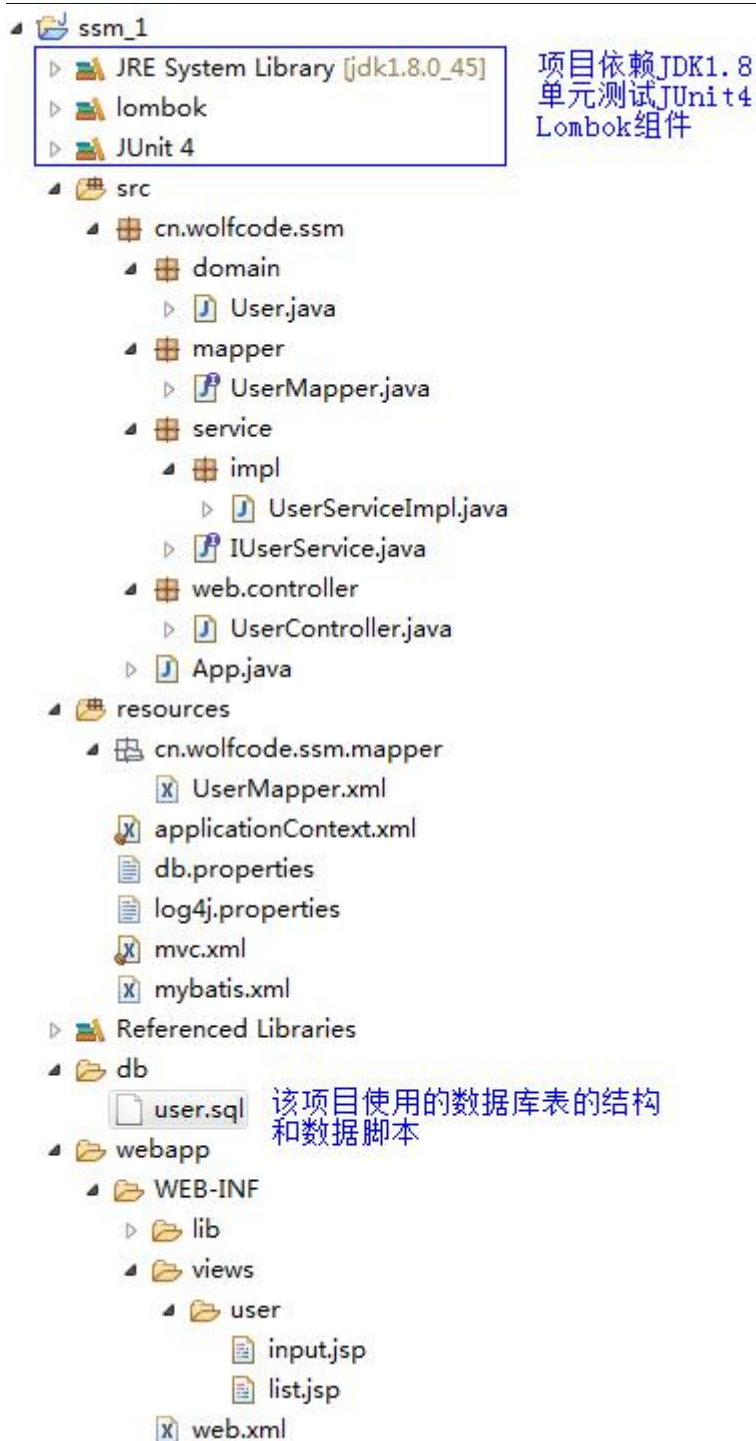 ssm_1
JRE System Library [jdk1.8.0_45]
lombok
JUnit 4
项目依赖JDK1.8
单元测试JUnit4
Lombok组件
src
cn.wolfcode.ssm
domain
User.java
mapper
UserMapper.java
service
impl
UserServiceImpl.java
IUserService.java
web.controller
UserController.java
App.java
resources
cn.wolfcode.ssm.mapper
UserMapper.xml
applicationContext.xml
db.properties
log4j.properties
mvc.xml
mybatis.xml
Referenced Libraries
db
user.sql
该项目使用的数据库表的结构
和数据脚本
webapp
WEB-INF
lib
views
user
input.jsp
list.jsp
web.xml